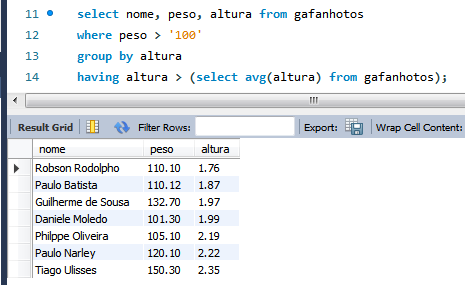 11 select nome, peso, altura from gafanhotos
12 where peso > '100'
13 group by altura
14 having altura > (select avg(altura) from gafanhotos);
Result Grid Filter Rows: Export: Wrap Cell Content:
nome peso altura
Robson Rodolpho 110.10 1.76
Paulo Batista 110.12 1.87
Guilherme de Sousa 132.70 1.97
Daniele Moledo 101.30 1.99
Philppe Oliveira 105.10 2.19
Paulo Narley 120.10 2.22
Tiago Ulisses 150.30 2.35